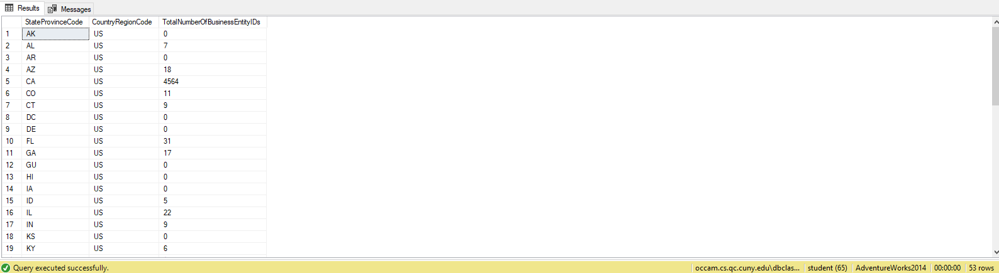 Results Messages
StateProvinceCode CountryRegionCode TotalNumberOfBusinessEntityIDs
1 AK US 0
2 AL US 7
3 AR US 0
4 AZ US 18
5 CA US 4564
6 CO US 11
7 CT US 9
8 DC US 0
9 DE US 0
10 FL US 31
11 GA US 17
12 GU US 0
13 HI US 0
14 IA US 0
15 ID US 5
16 IL US 22
17 IN US 9
18 KS US 0
19 KY US 6
Query executed successfully. occam.cs.qc.cuny.edu\dbclas... student (65) AdventureWorks2014 00:00:00 53 rows